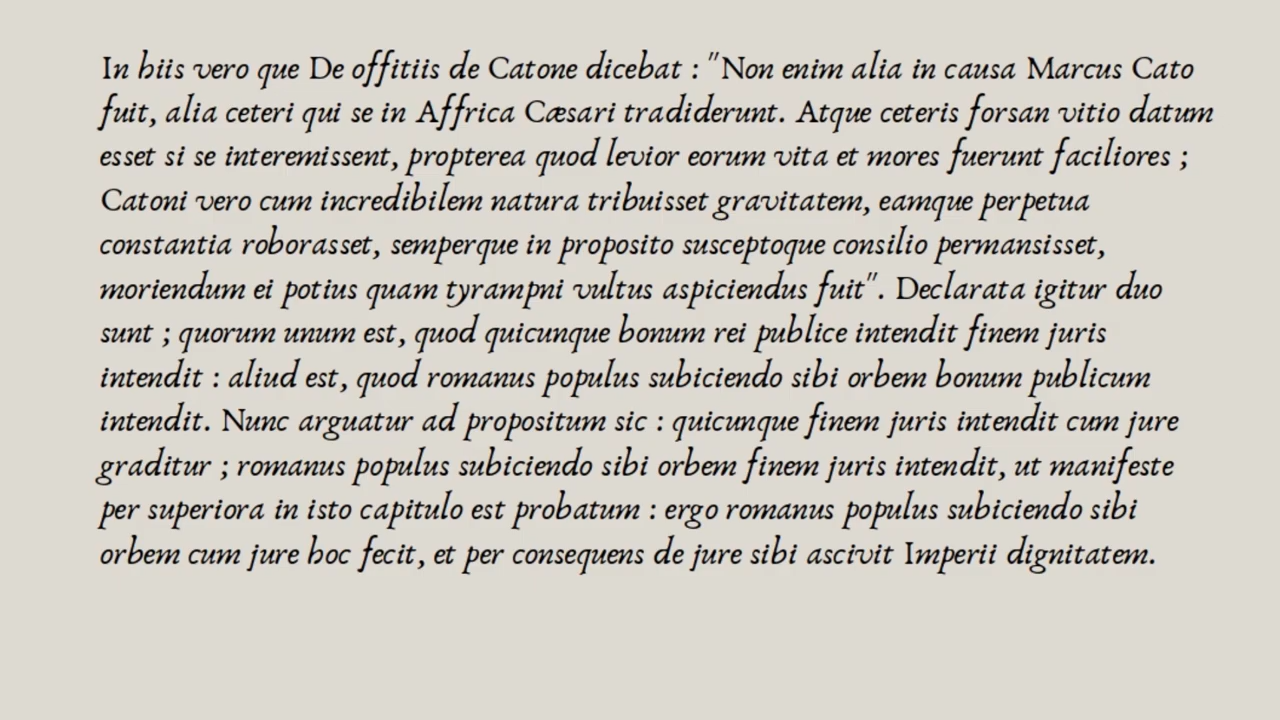 In hiis vero que De offitiis de Catone dicebat : "Non enim alia in causa Marcus Cato
fuit, alia ceteri qui se in Affrica Cæsari tradiderunt. Atque ceteris forsan vitio datum
esset si se interemissent, propterea quod levior eorum vita et mores fuerunt faciliores ;
Catoni vero cum incredibilem natura tribuisset gravitatem, eamque perpetua
constantia roborasset, semperque in proposito susceptoque consilio permansisset,
moriendum ei potius quam tyrampni vultus aspiciendus fuit". Declarata igitur duo
sunt ; quorum unum est, quod quicunque bonum rei publice intendit finem juris
intendit : aliud est, quod romanus populus subiciendo sibi orbem bonum publicum
intendit. Nunc arguatur ad propositum sic : quicunque finem juris intendit cum jure
graditur ; romanus populus subiciendo sibi orbem finem juris intendit, ut manifeste
per superiora in isto capitulo est probatum : ergo romanus populus subiciendo sibi
orbem cum jure hoc fecit, et per consequens de jure sibi ascivit Imperii dignitatem.